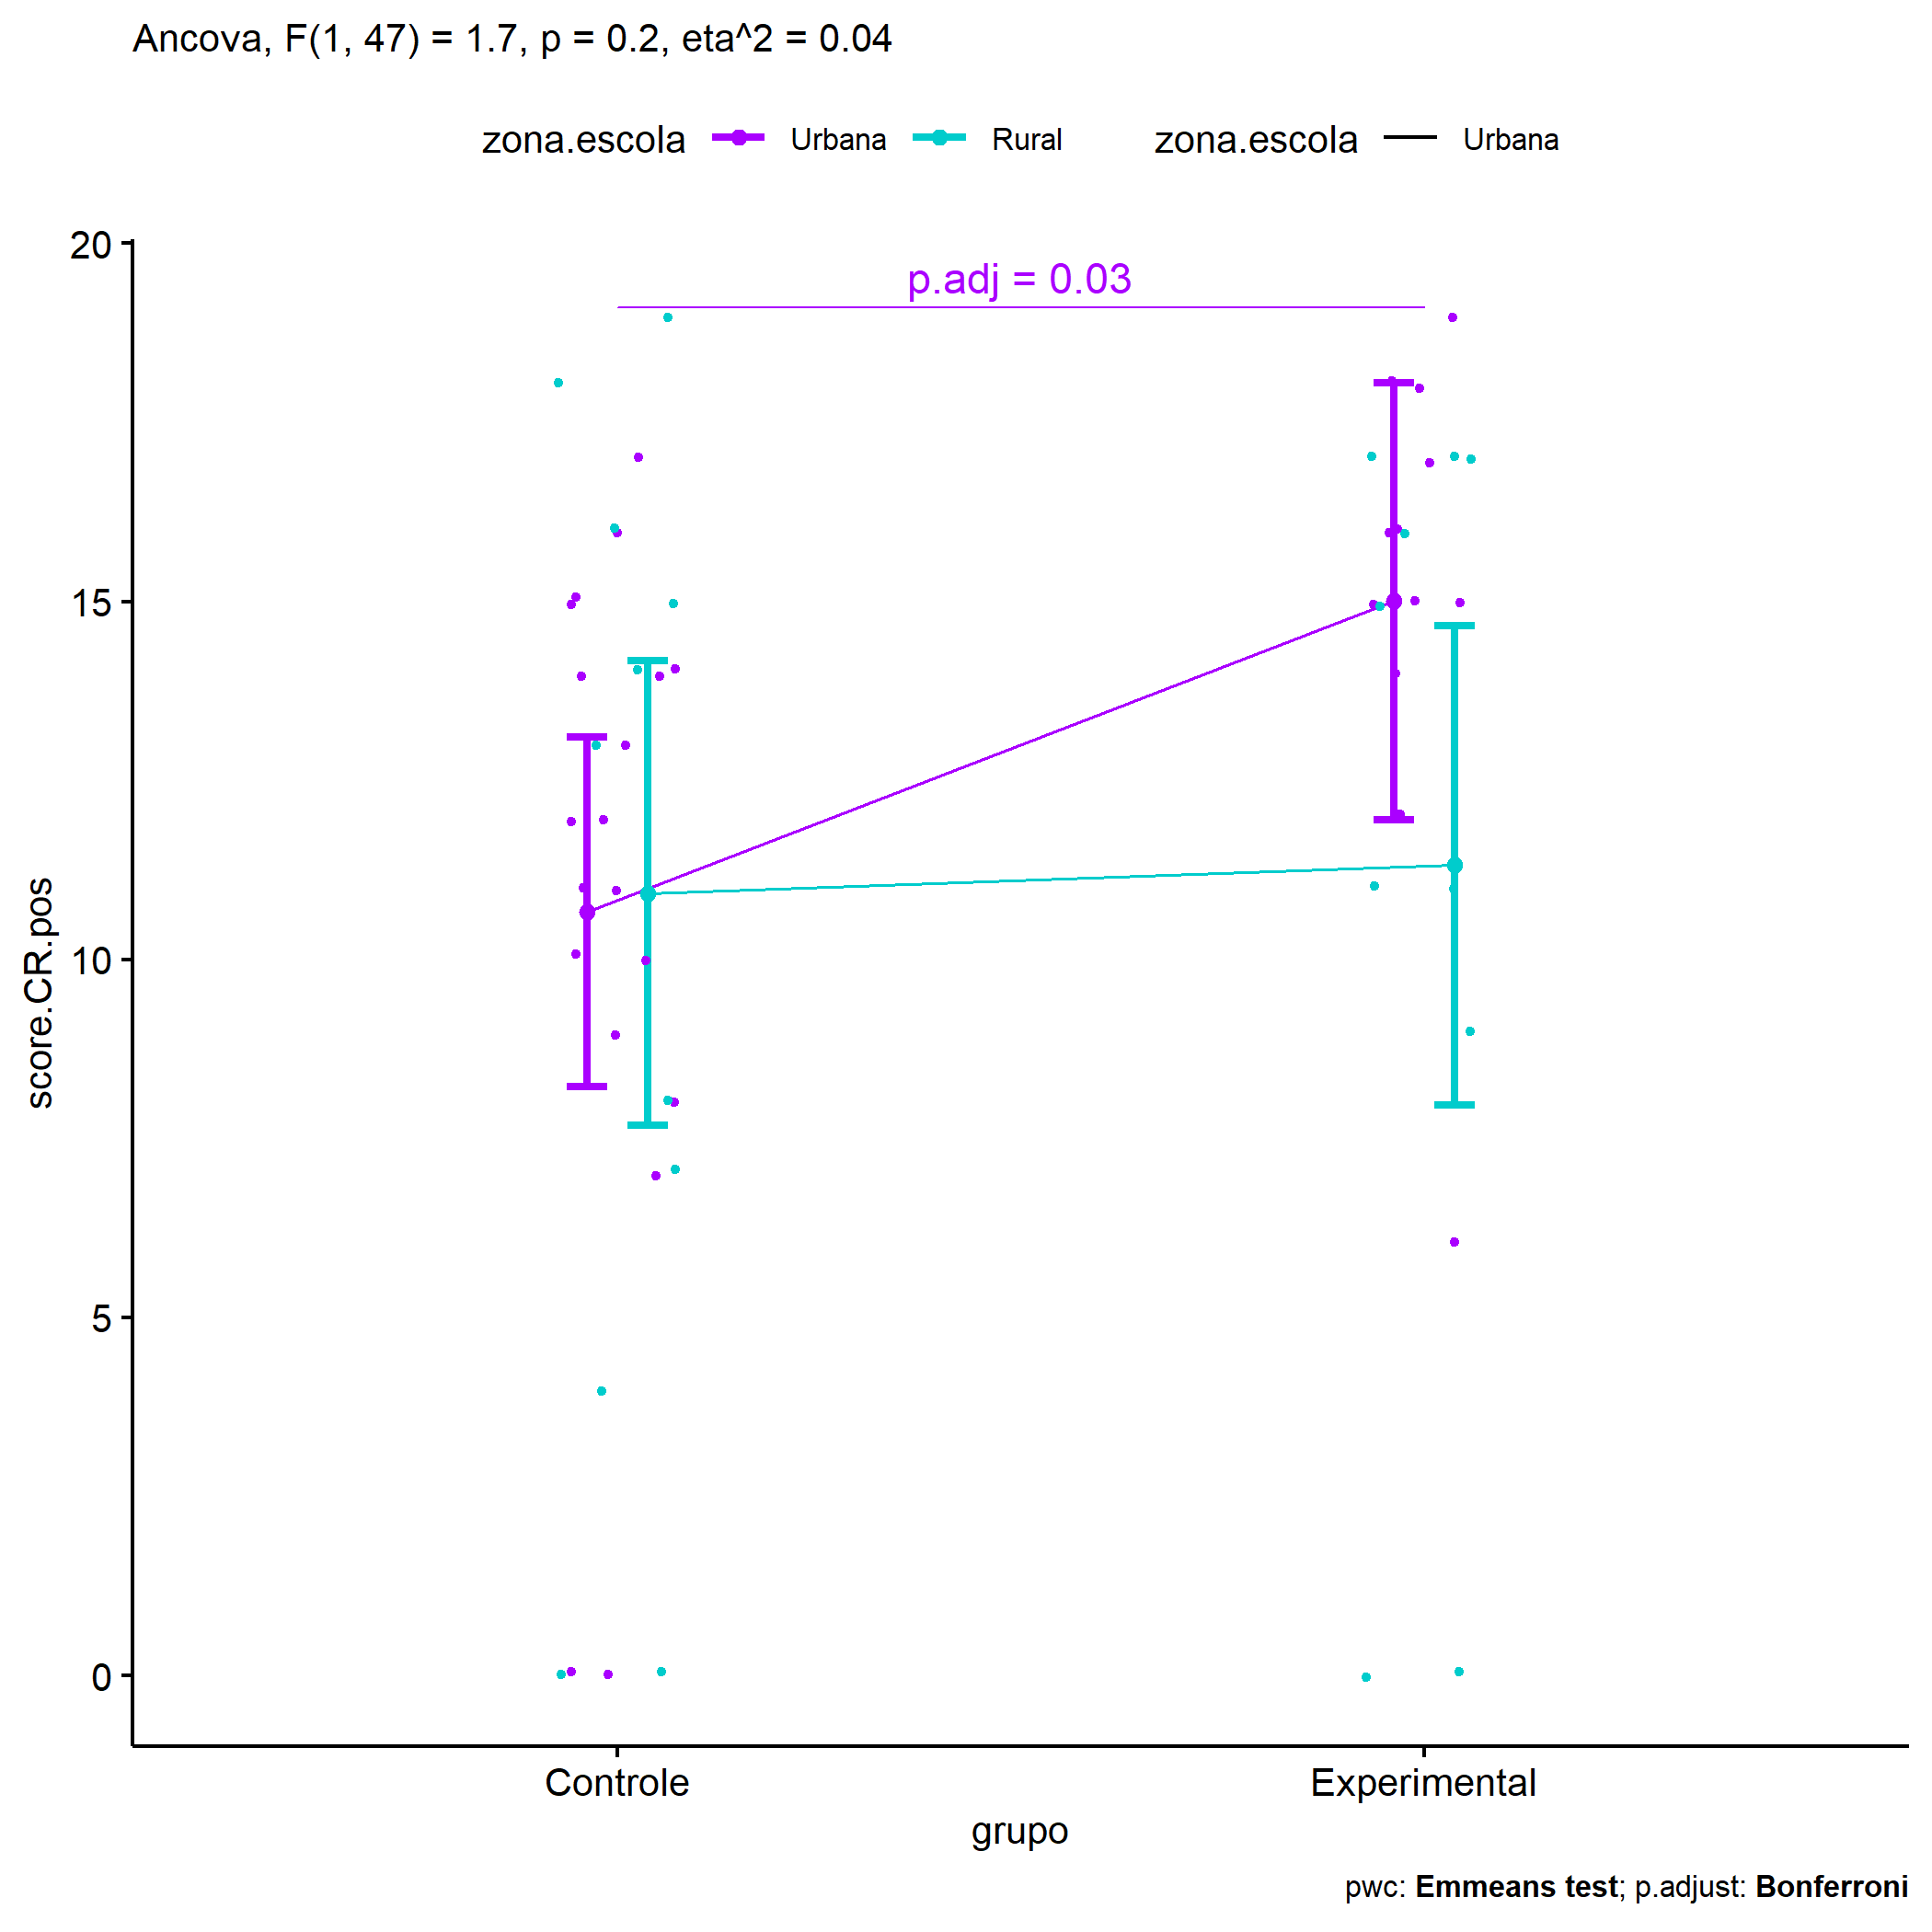 Ancova, F(1, 47) = 1.7, p = 0.2, eta^2 = 0.04
zona.escola Urbana Rural zona.escola Urbana
20
p.adj = 0.03
15
10
5
0
score.CR.pos
Controle Experimental
grupo
pwc: Emmeans test; p.adjust: Bonferroni